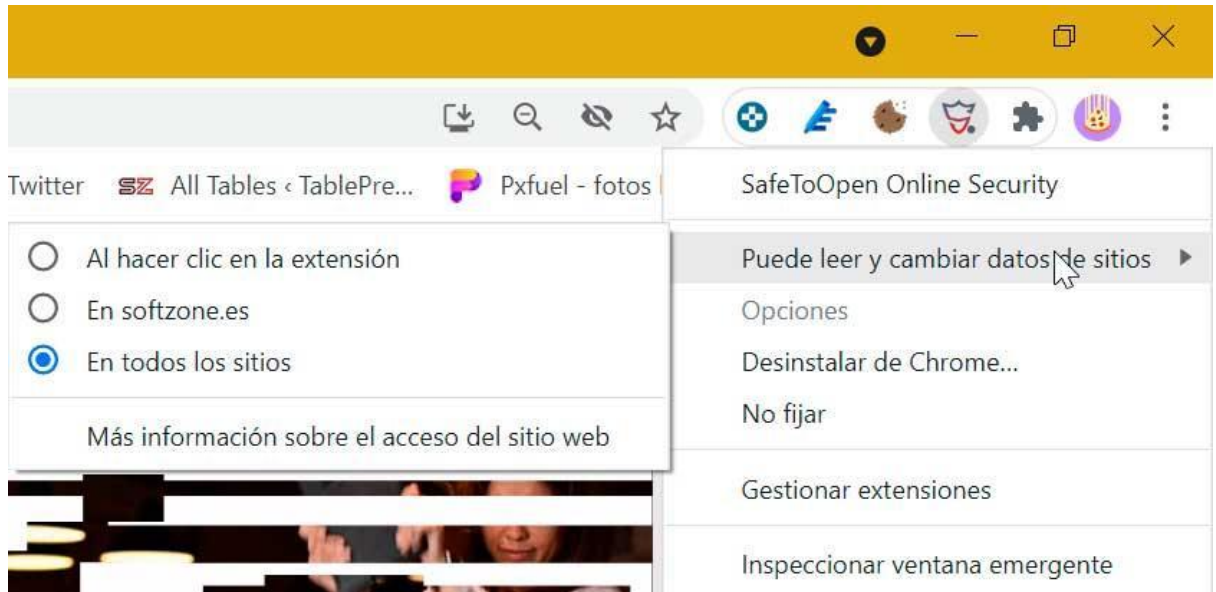 Twitter
SZ All Tables ‹ TablePre...
Pxfuel - fotos
SafeToOpen Online Security
Puede leer y cambiar datos de sitios
Opciones
Desinstalar de Chrome...
No fijar
Gestionar extensiones
Inspeccionar ventana emergente
Al hacer clic en la extensión
En softzone.es
En todos los sitios
Más información sobre el acceso del sitio web